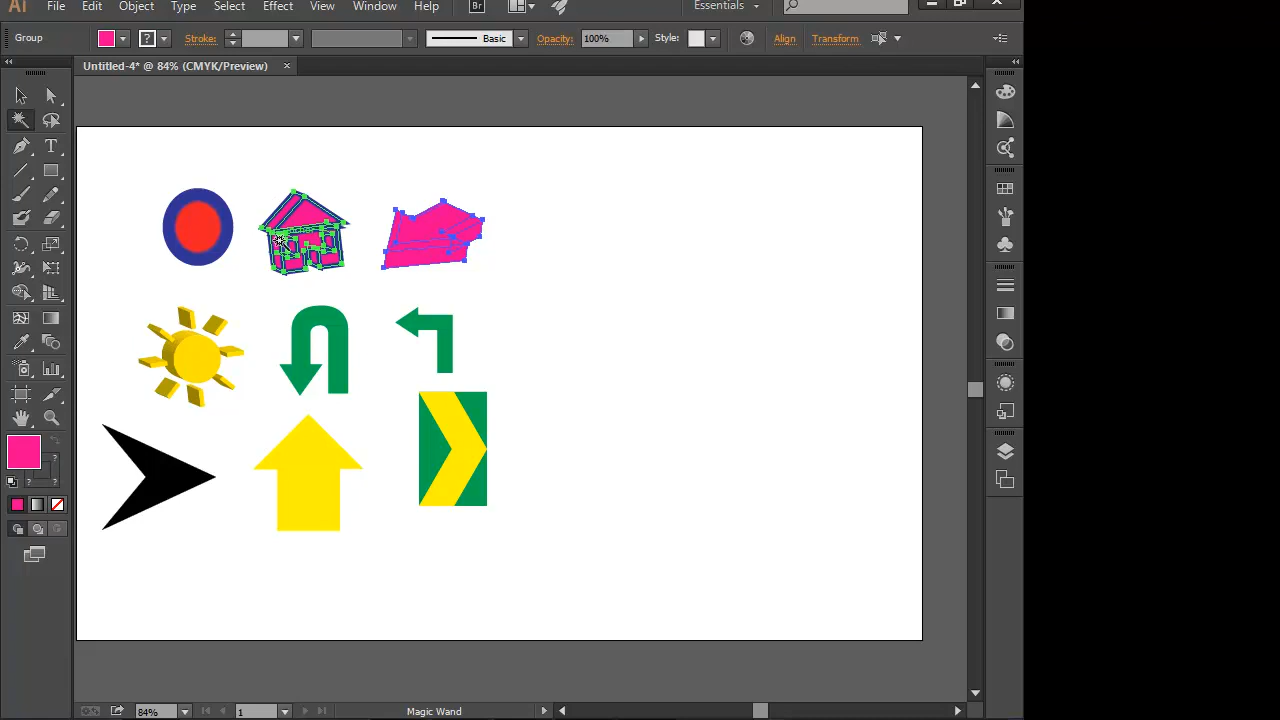 Ai File Edit Object Type Select Effect View Window Help Br Essentials
Group ? Stroke: Basic Opacity: 100% Style: Align Transform
Untitled-4* @ 84% (CMYK/Preview) ×
T
?
? ?
84% 1 Magic Wand